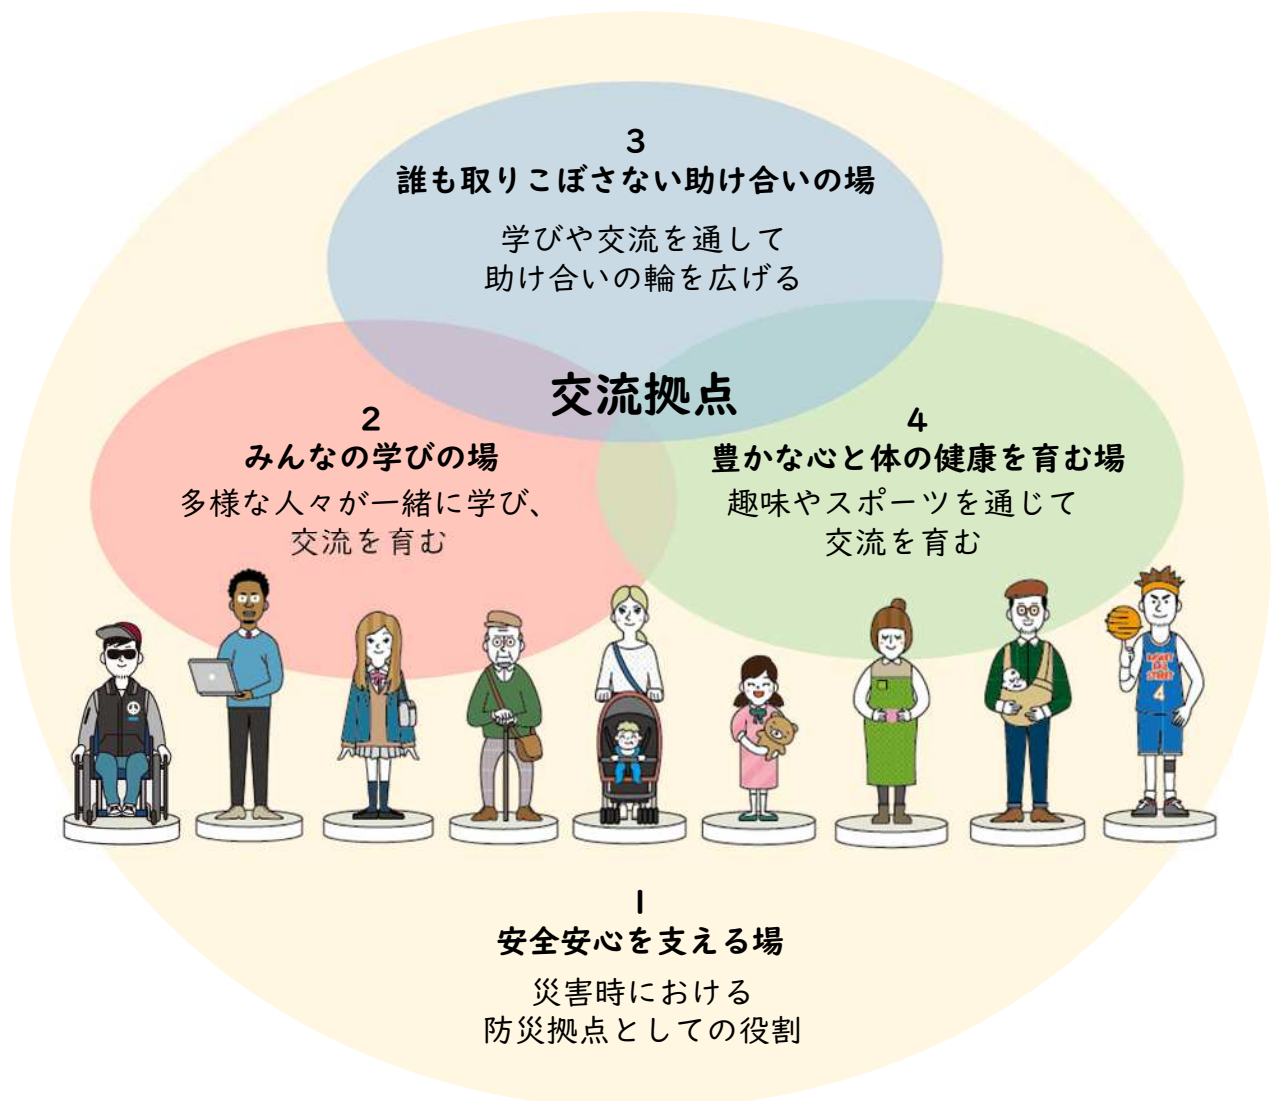 3
誰も取りこぼさない助け合いの場
学びや交流を通して
助け合いの輪を広げる
交流拠点
2
みんなの学びの場
多様な人々が一緒に学び、
交流を育む
4
豊かな心と体の健康を育む場
趣味やスポーツを通じて
交流を育む
4
1
安全安心を支える場
災害時における
防災拠点としての役割